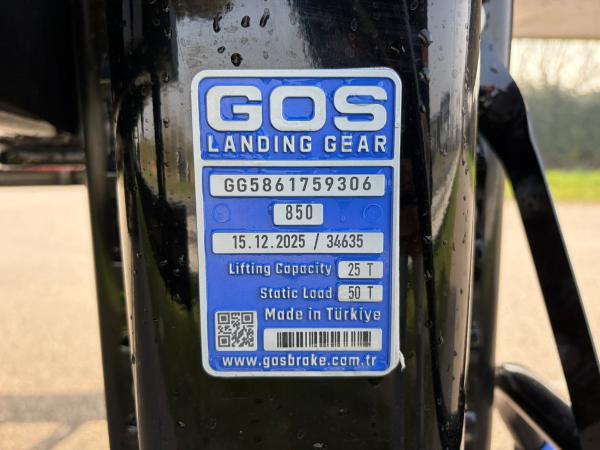 GOS
LANDING GEAR
GG5861759306
850
15.12.2025 / 34635
Lifting Capacity 25 T
Static Load 50 T
Made in Türkiye
www.gosbrake.com.tr